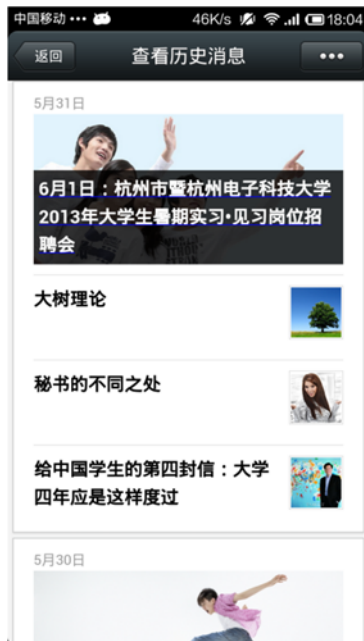 中国移动 ••• 46K/s 18:04
返回 查看历史消息 •••
5月31日
6月1日：杭州市暨杭州电子科技大学
2013年大学生暑期实习•见习岗位招
聘会
大树理论
秘书的不同之处
给中国学生的第四封信：大学
四年应是这样度过
5月30日